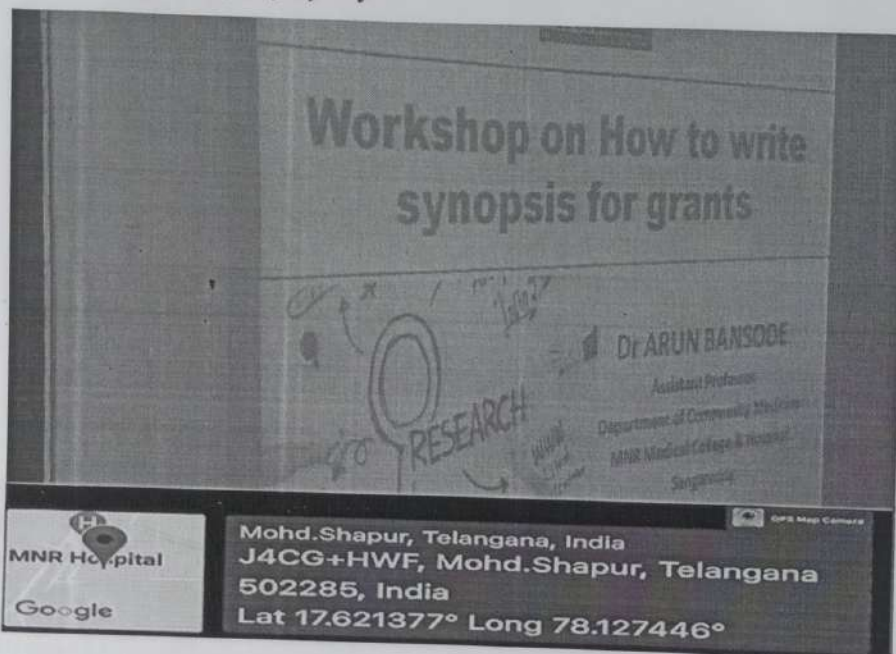 Workshop on How to write
synopsis for grants
Dr ARUN BANSODE
Assistant Professor
Department of Community Medicine
MNR Medical College & Hospital
Sangareddy
RESEARCH
WWW
GPS Map Camera
MNR Hospital
Google
Mohd.Shapur, Telangana, India
J4CG+HWF, Mohd.Shapur, Telangana
502285, India
Lat 17.621377° Long 78.127446°